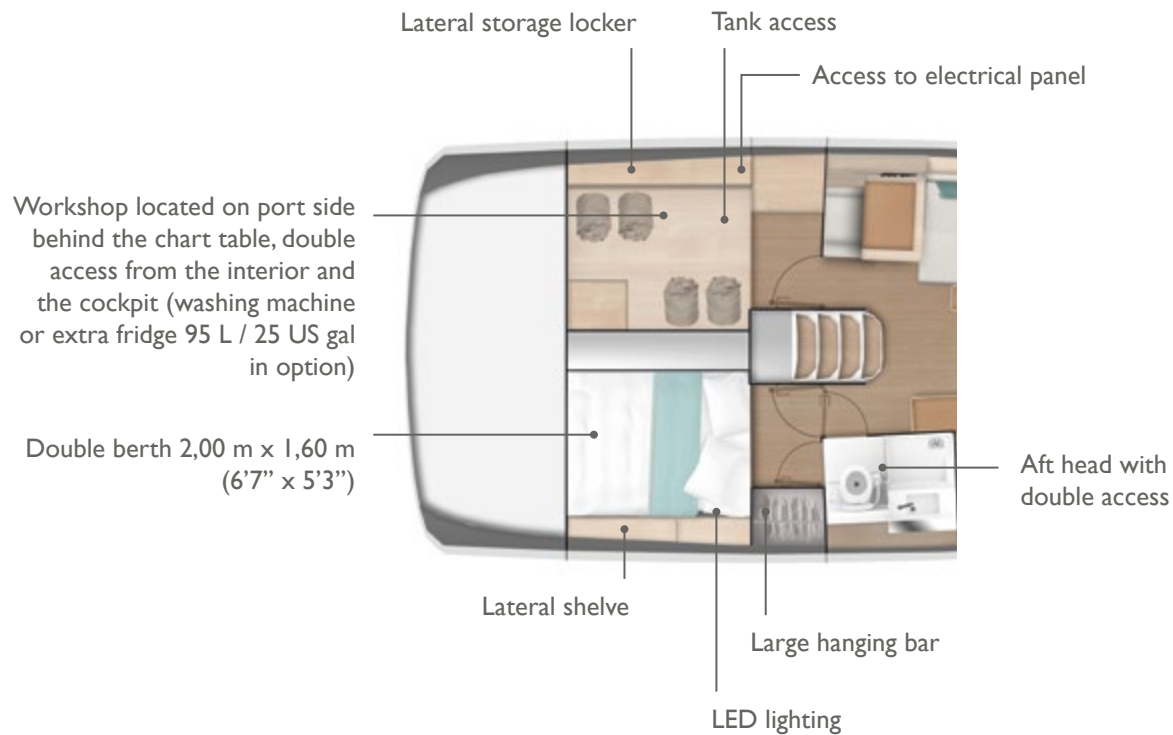 Lateral storage locker
Tank access
Access to electrical panel
Workshop located on port side
behind the chart table, double
access from the interior and
the cockpit (washing machine
or extra fridge 95 L / 25 US gal
in option)
Double berth 2,00 m x 1,60 m
(6’7” x 5’3”)
Aft head with
double access
Lateral shelve
Large hanging bar
LED lighting